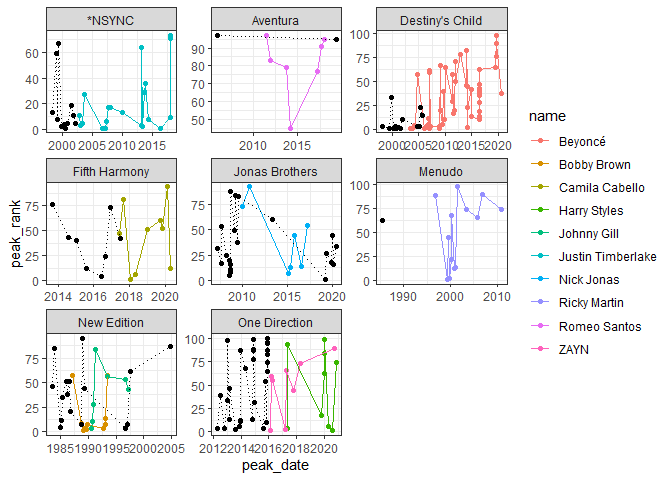 *NSYNC Aventura Destiny's Child
60
40
20
0
2000 2005 2010 2015
90
80
70
60
50
2010 2015
100
75
50
25
0
2000 2005 2010 2015 2020
Fifth Harmony Jonas Brothers Menudo
75
50
25
0
2014 2016 2018 2020
75
50
25
0
2010 2015 2020
100
75
50
25
0
1990 2000 2010
New Edition One Direction
75
50
25
0
1985 1990 1995 2000 2005
100
75
50
25
0
2012 2014 2016 2018 2020
peak_rank
peak_date
name
Beyoncé
Bobby Brown
Camila Cabello
Harry Styles
Johnny Gill
Justin Timberlake
Nick Jonas
Ricky Martin
Romeo Santos
ZAYN